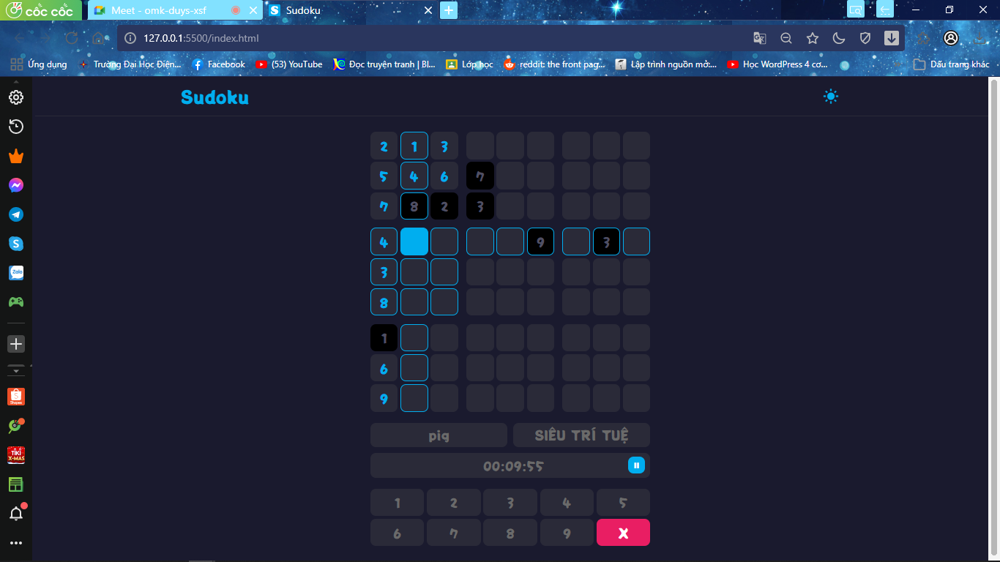 cốc cốc Meet - omk-duys-xsf Sudoku
127.0.0.1:5500/index.html
Ứng dụng Trường Đại Học Điện... Facebook (53) YouTube Đọc truyện tranh | Bl... Lớp học reddit: the front pag... Lập trình nguồn mở:... Học WordPress 4 cơ... Dấu trang khác
Sudoku
2 1 3
5 4 6 7
7 8 2 3
4 9 3
3
8
1
6
9
piq SIÊU TRÍ TUỆ
00:09:55
1 2 3 4 5
6 7 8 9 X
Zalo
Shopee
TIKI
X-MAS